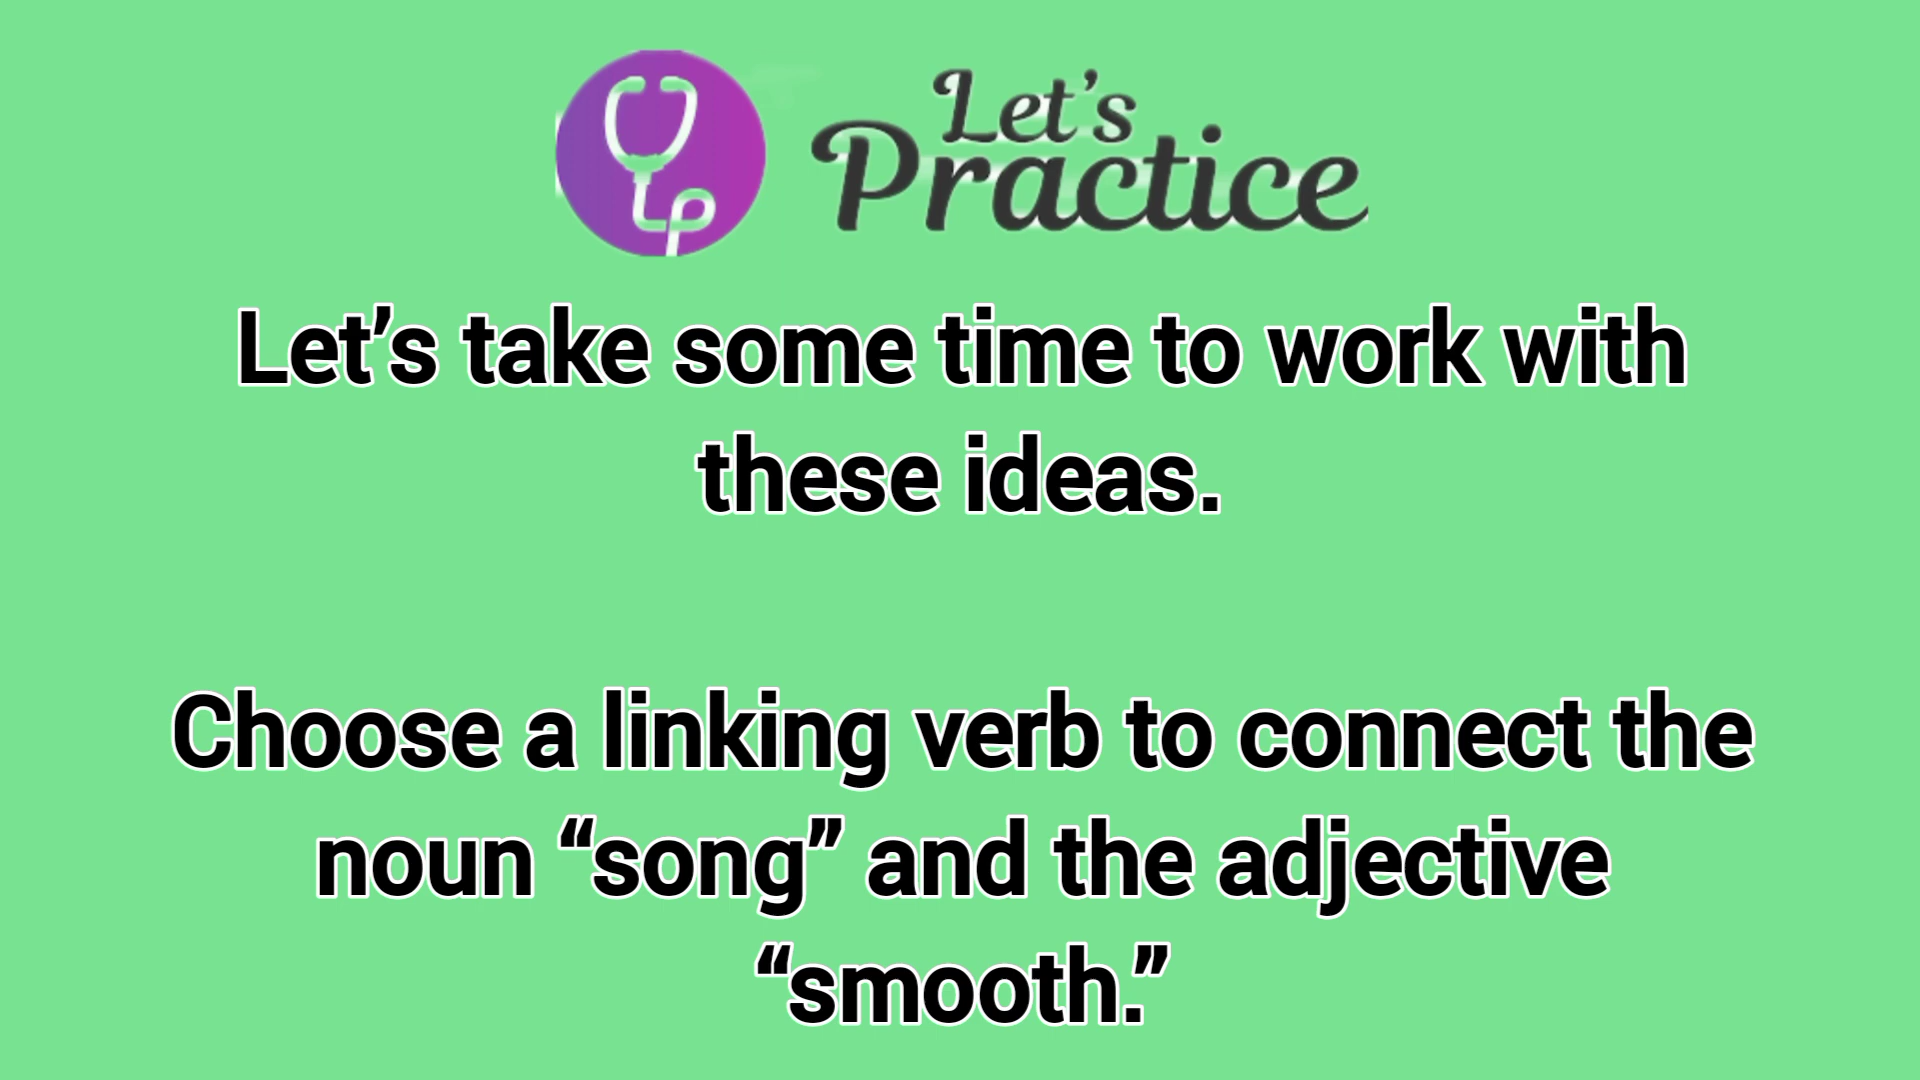 Let’s
Practice
Let’s take some time to work with
these ideas.
Choose a linking verb to connect the
noun “song” and the adjective
“smooth.”